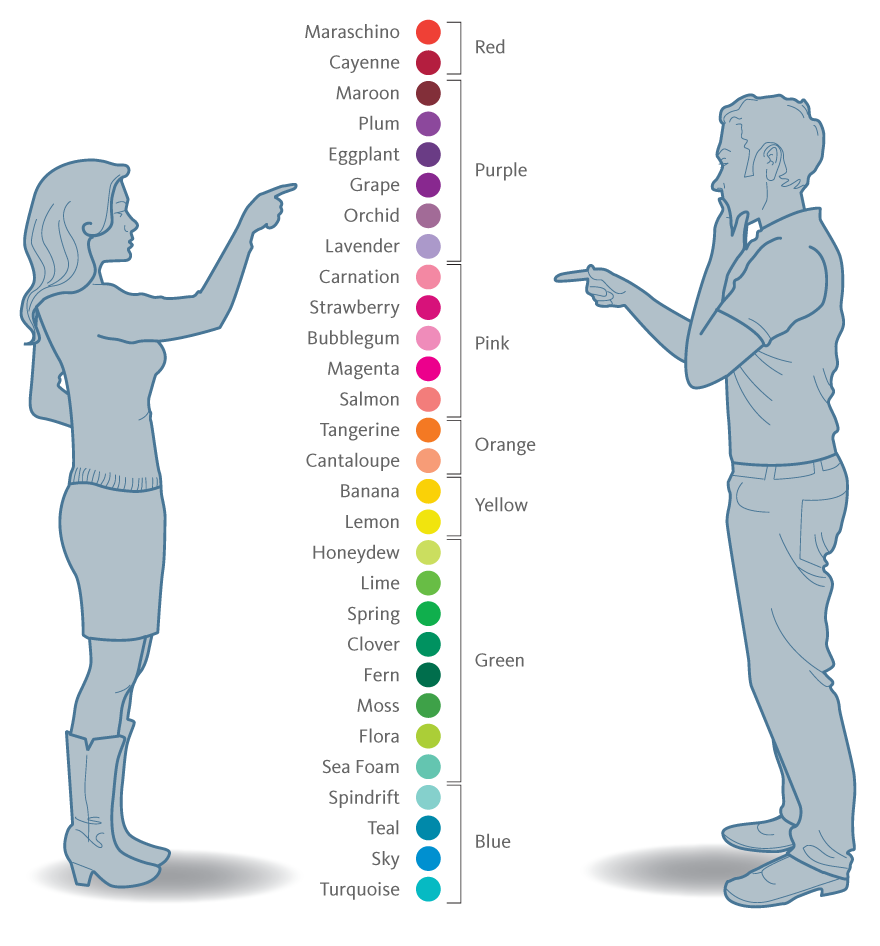 Maraschino
Cayenne
Red
Maroon
Plum
Eggplant
Grape
Orchid
Lavender
Purple
Carnation
Strawberry
Bubblegum
Magenta
Salmon
Pink
Tangerine
Cantaloupe
Orange
Banana
Lemon
Yellow
Honeydew
Lime
Spring
Clover
Fern
Moss
Flora
Sea Foam
Green
Spindrift
Teal
Sky
Turquoise
Blue